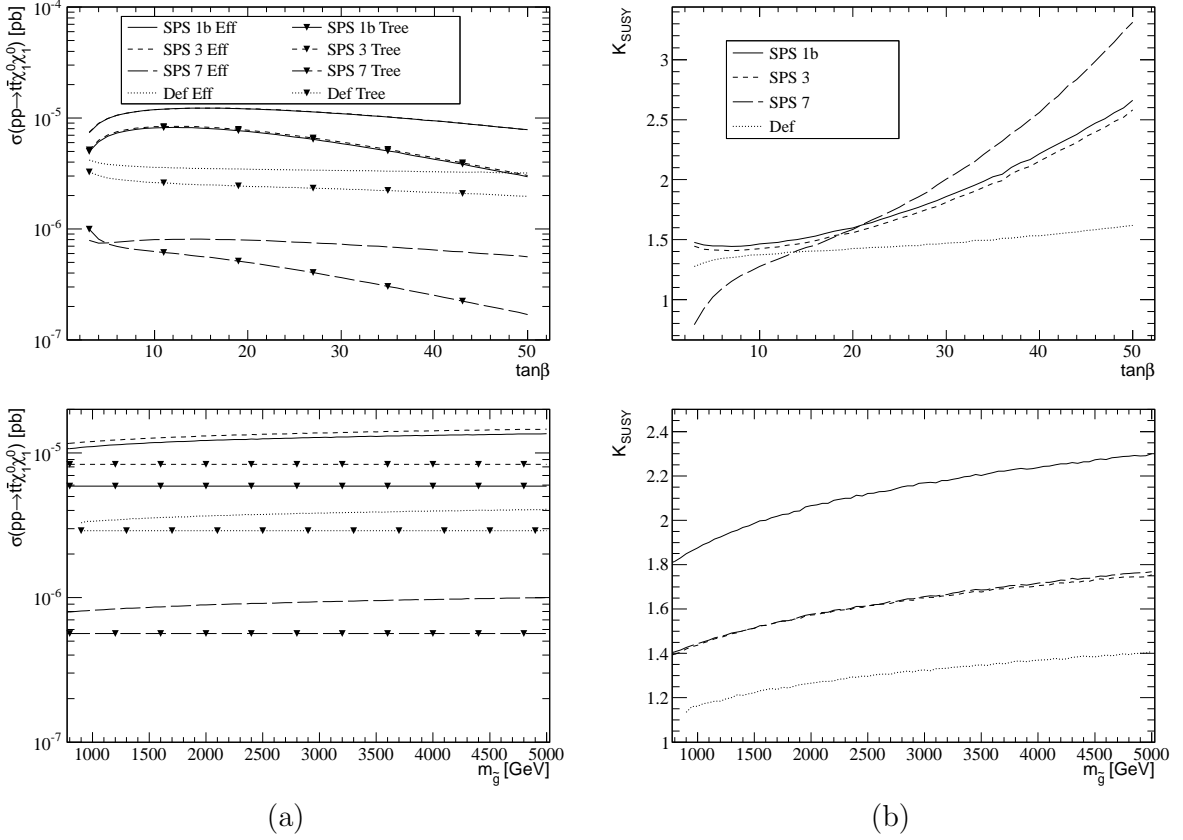 σ(pp→tt̄χ̃₁⁰χ̃₁⁰) [pb]
10⁻⁴
10⁻⁵
10⁻⁶
10⁻⁷
SPS 1b Eff SPS 1b Tree
SPS 3 Eff SPS 3 Tree
SPS 7 Eff SPS 7 Tree
Def Eff Def Tree
10 20 30 40 50
tanβ
K_SUSY
3
2.5
2
1.5
1
SPS 1b
SPS 3
SPS 7
Def
10 20 30 40 50
tanβ
σ(pp→tt̄χ̃₁⁰χ̃₁⁰) [pb]
10⁻⁵
10⁻⁶
10⁻⁷
1000 1500 2000 2500 3000 3500 4000 4500 5000
m_g̃ [GeV]
K_SUSY
2.4
2.2
2
1.8
1.6
1.4
1.2
1
1000 1500 2000 2500 3000 3500 4000 4500 5000
m_g̃ [GeV]
(a) (b)